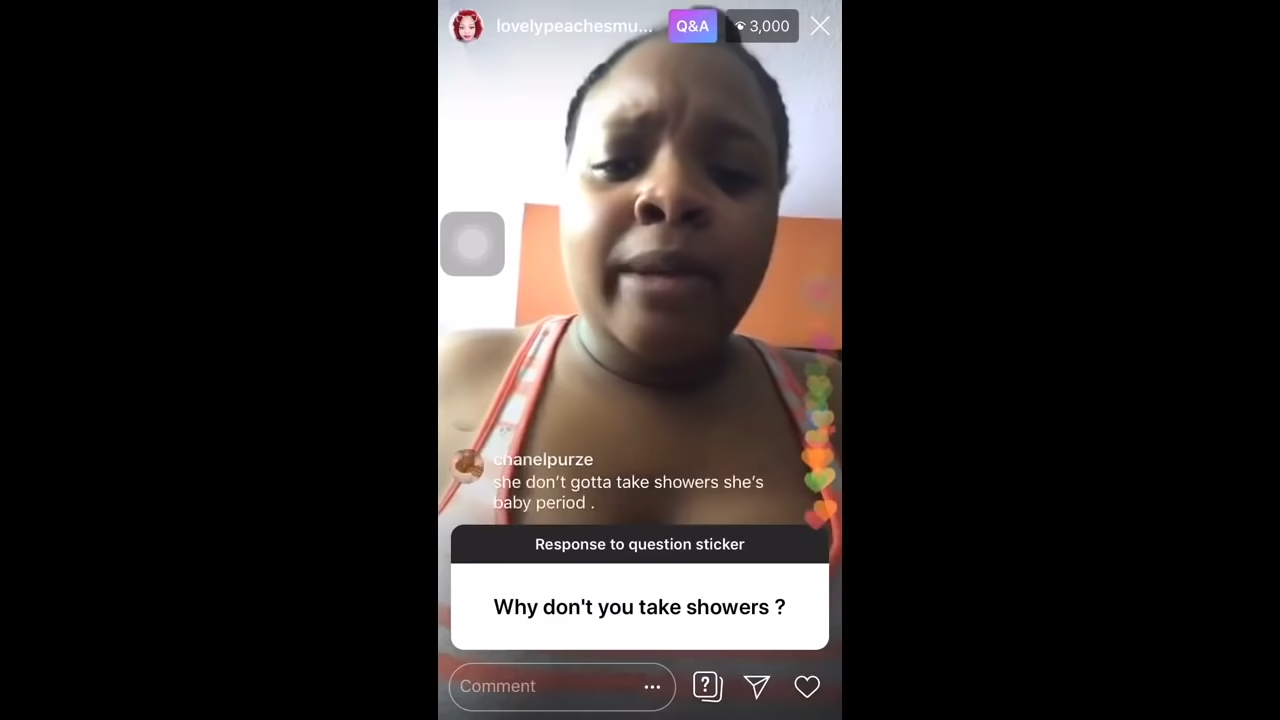 lovelypeachesmu...
Q&A
3,000
chanelpurze
she don’t gotta take showers she’s
baby period .
Response to question sticker
Why don't you take showers ?
Comment